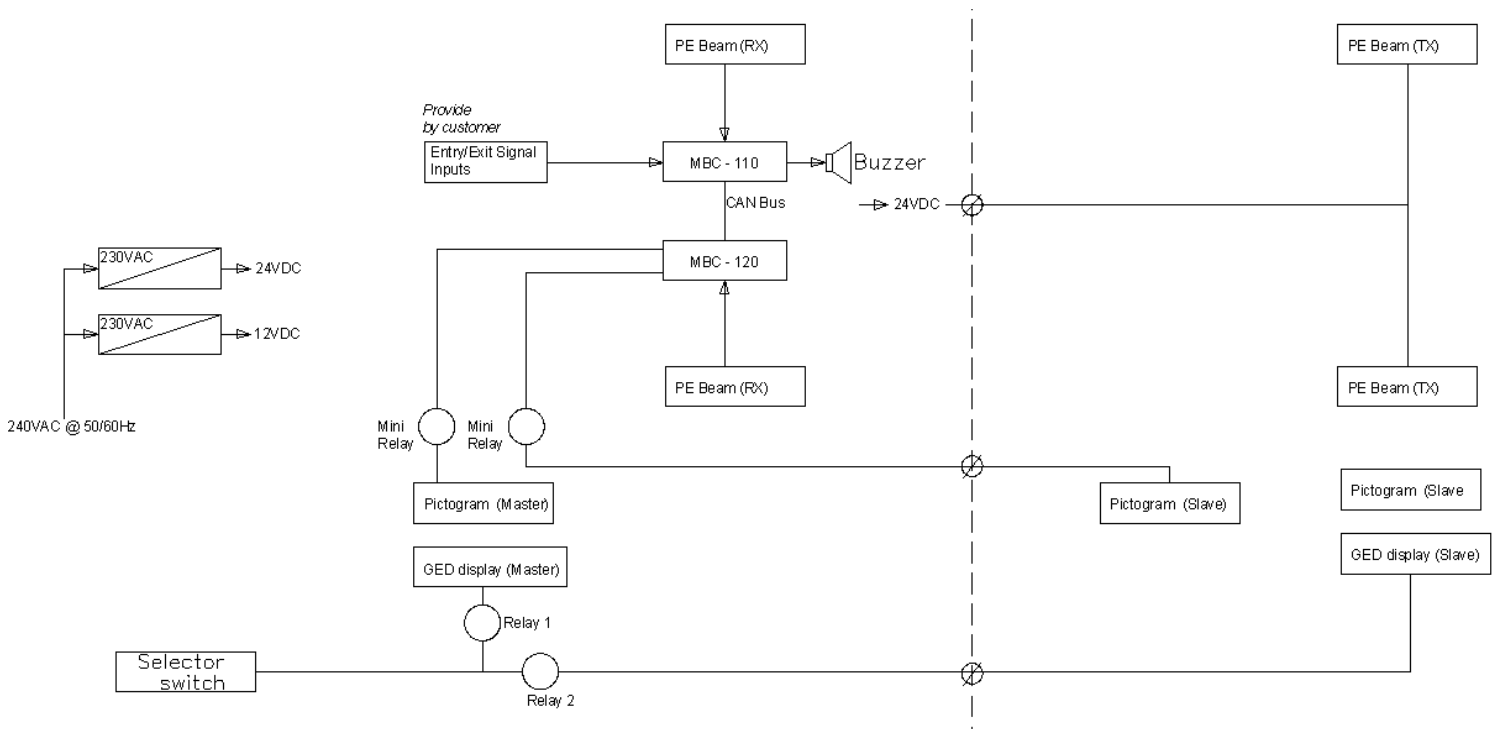 PE Beam (RX)
PE Beam (TX)
Provide
by customer
Entry/Exit Signal
Inputs
MBC - 110
Buzzer
CAN Bus
24VDC
230VAC
24VDC
MBC - 120
230VAC
12VDC
PE Beam (RX)
PE Beam (TX)
240VAC @ 50/60Hz
Mini
Relay
Mini
Relay
Pictogram (Master)
Pictogram (Slave)
Pictogram (Slave
GED display (Master)
GED display (Slave)
Relay 1
Selector
switch
Relay 2